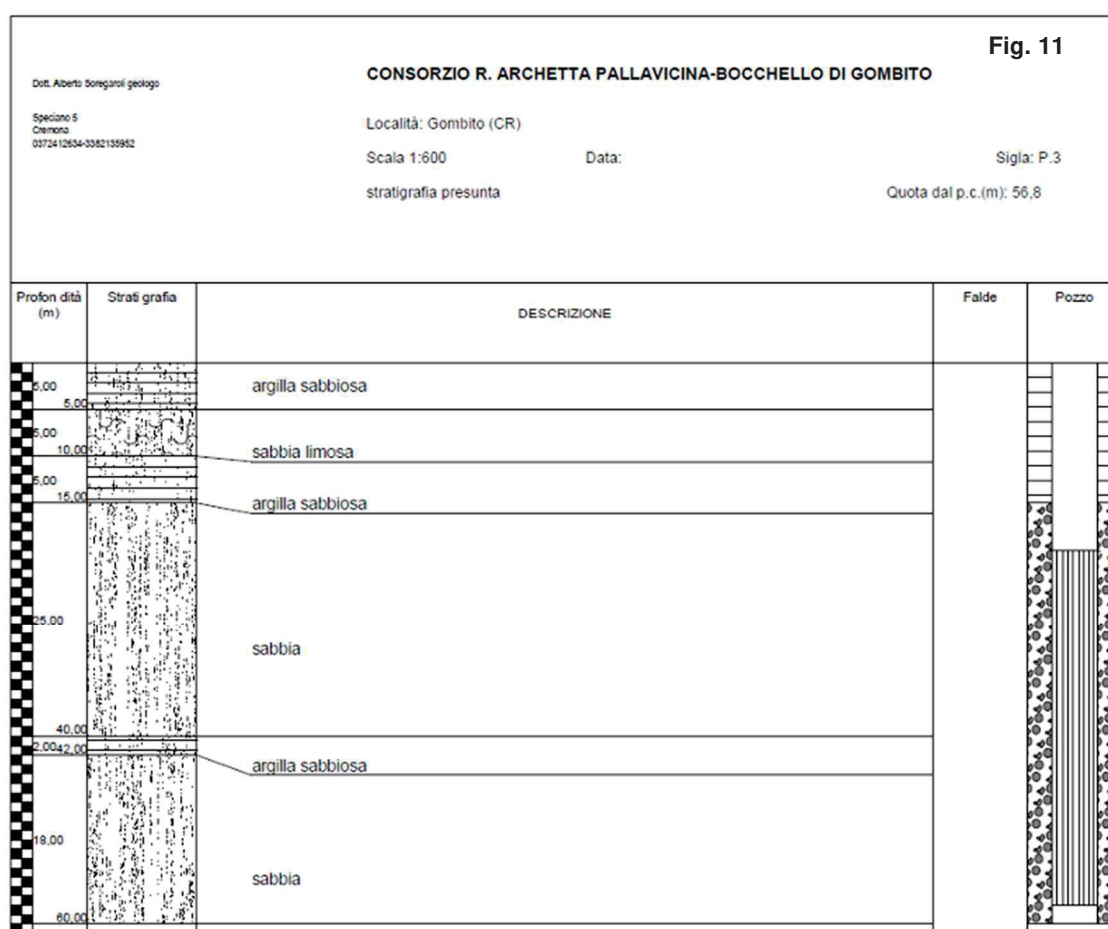 Fig. 11
Dott. Alberto Soregaroli geologo
CONSORZIO R. ARCHETTA PALLAVICINA-BOCCHELLO DI GOMBITO
Speciano 5
Cremona
0372412634-3382135952
Località: Gombito (CR)
Scala 1:600 Data: Sigla: P.3
stratigrafia presunta Quota dal p.c.(m): 56,8
Profon dità (m) Strati grafia DESCRIZIONE Falde Pozzo
5,00 argilla sabbiosa
5,00
5,00
10,00 sabbia limosa
5,00
15,00 argilla sabbiosa
25,00
sabbia
40,00
2,00 42,00
argilla sabbiosa
18,00
sabbia
60,00